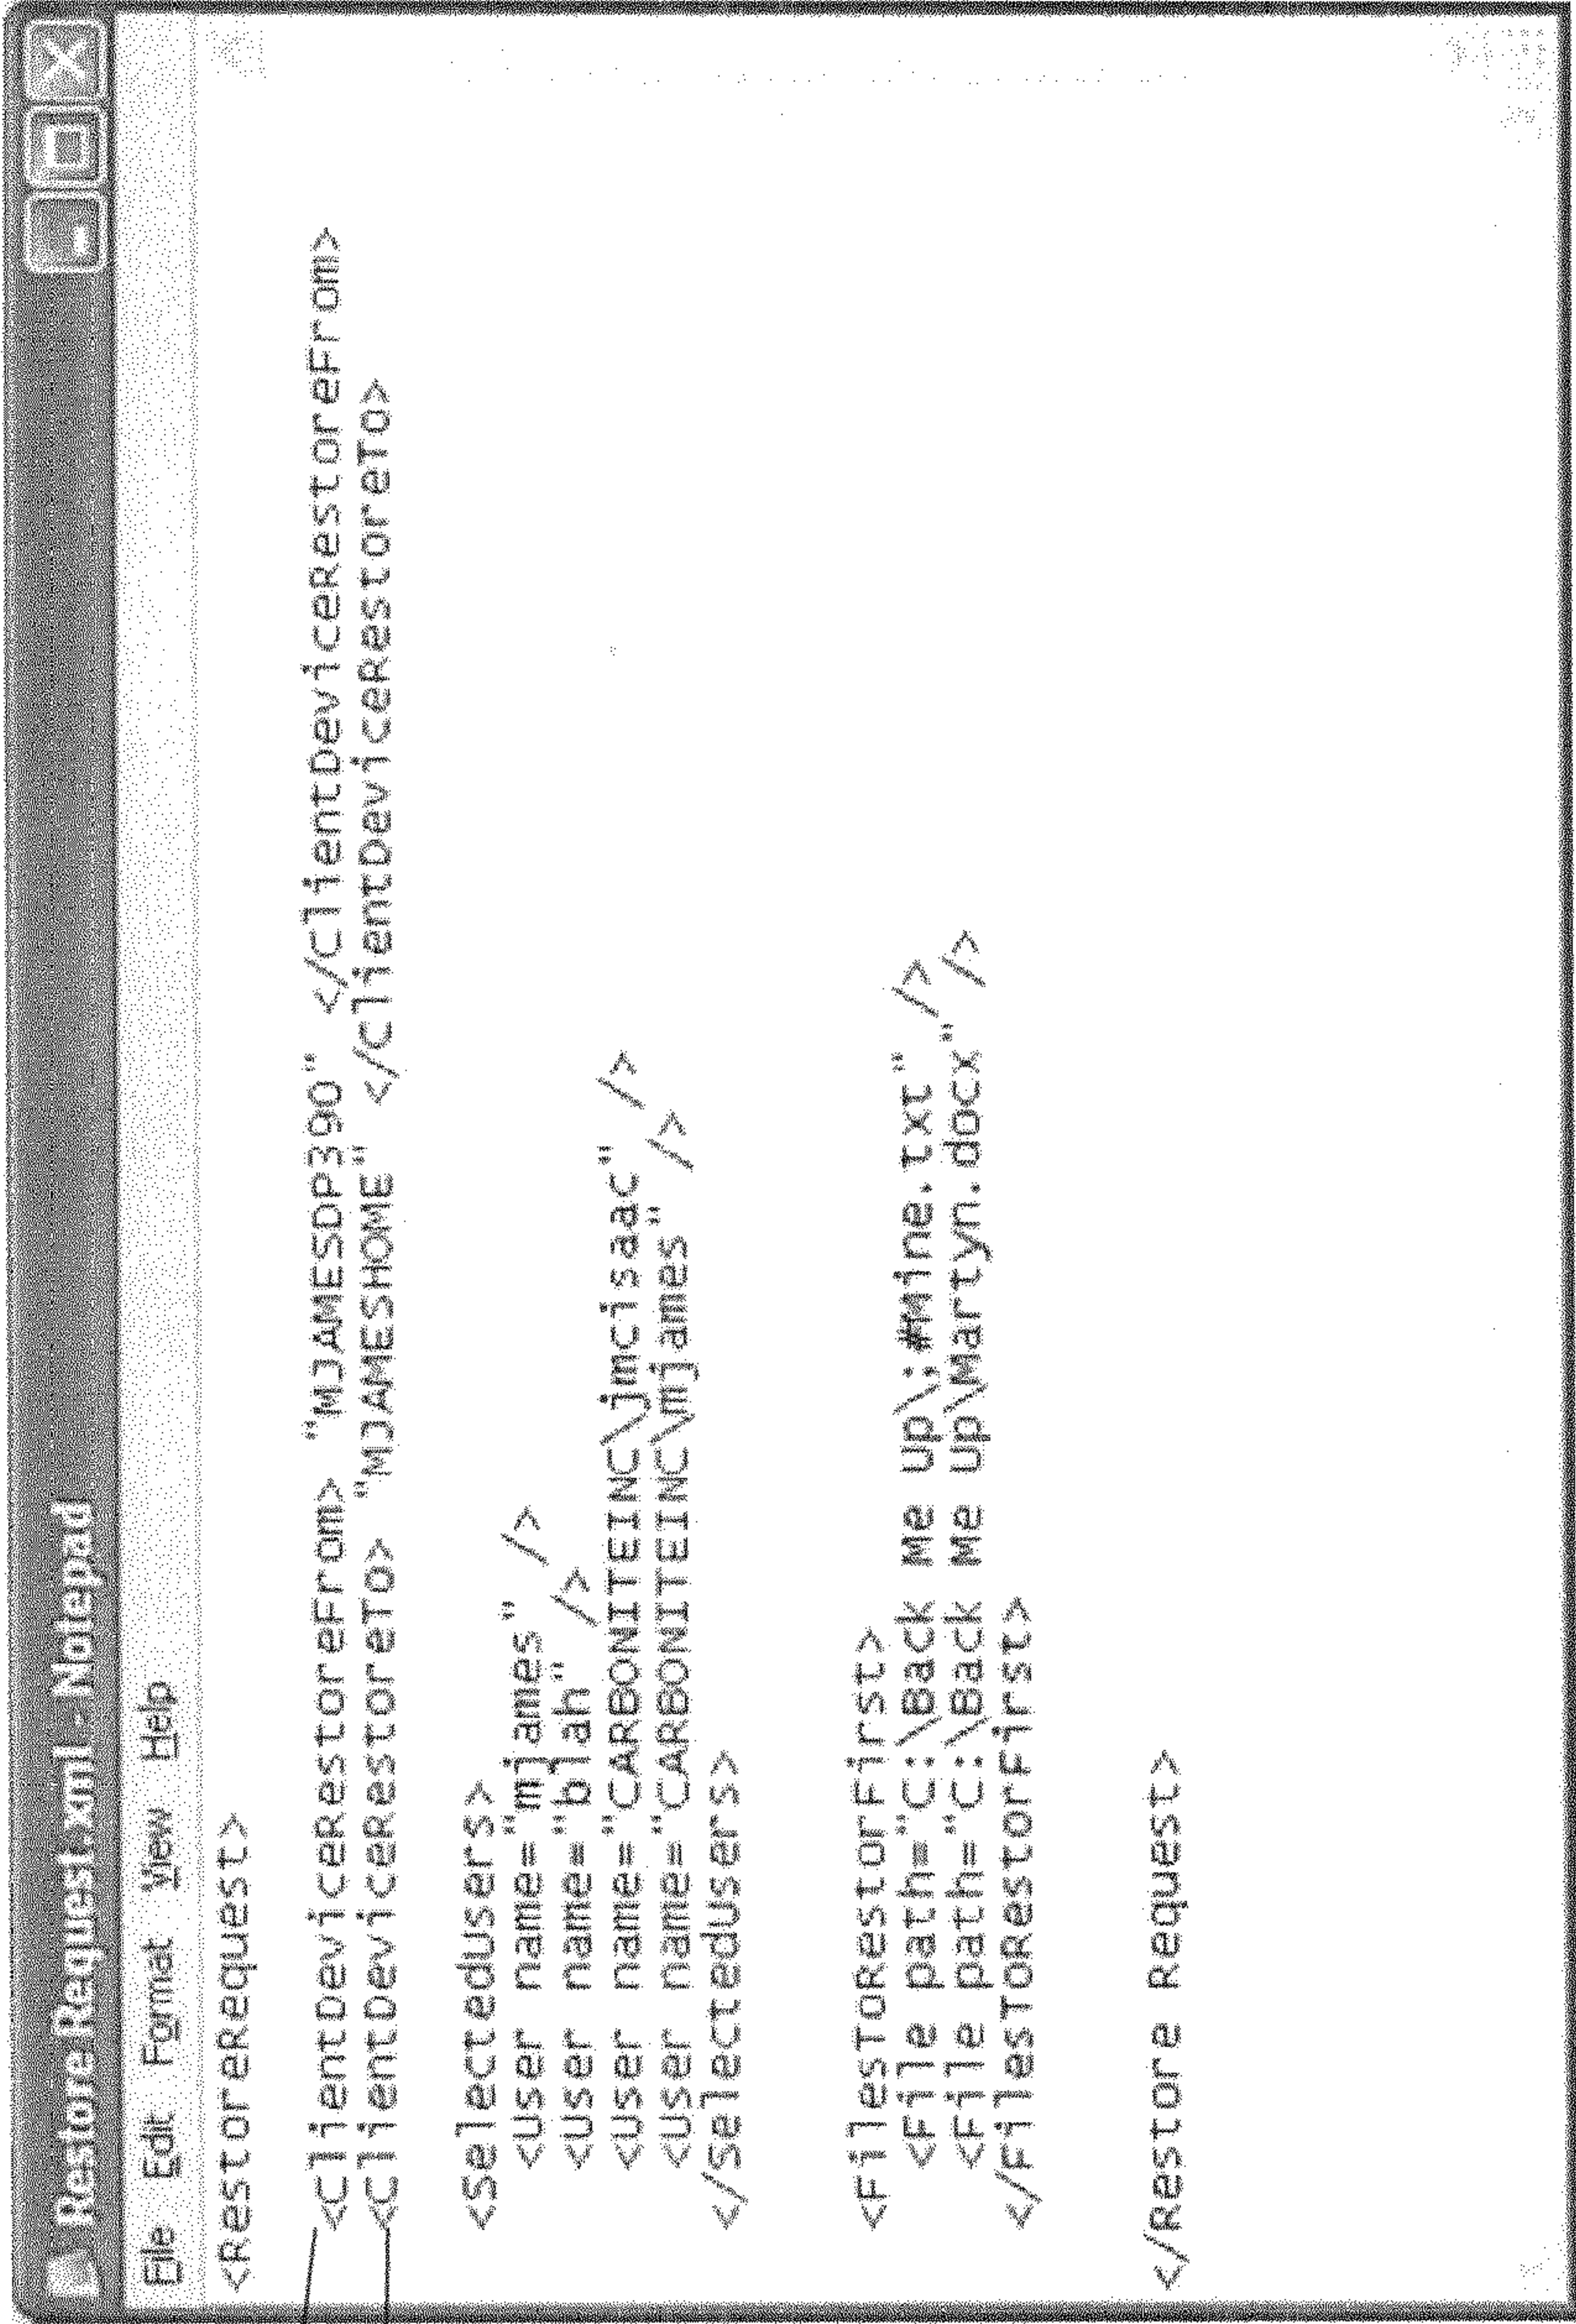 Restore Request.xml - Notepad
File Edit Format View Help
<RestoreRequest>
<ClientDeviceRestoreFrom> "MJAMESDP390" </ClientDeviceRestoreFrom>
<ClientDeviceRestoreTo> "MJAMESHOME" </ClientDeviceRestoreTo>
<SelectedUsers>
<User name="mjames" />
<User name="blah" />
<User name="CARBONITEINC\jmcisaac" />
<User name="CARBONITEINC\mjames" />
</SelectedUsers>
<FilesToRestorFirst>
<File path="C:\Back Me Up\;#Mine.txt" />
<File path="C:\Back Me Up\Martyn.docx" />
</FilesToRestorFirst>
</Restore Request>